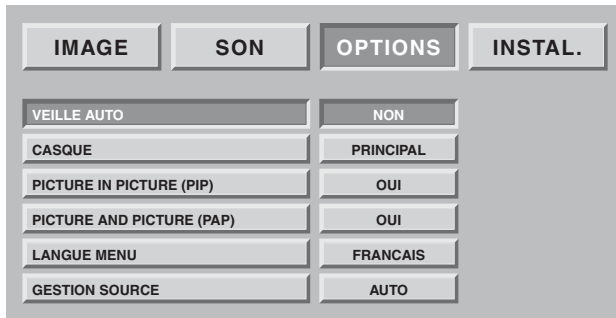 IMAGE SON OPTIONS INSTAL.
VEILLE AUTO NON
CASQUE PRINCIPAL
PICTURE IN PICTURE (PIP) OUI
PICTURE AND PICTURE (PAP) OUI
LANGUE MENU FRANCAIS
GESTION SOURCE AUTO